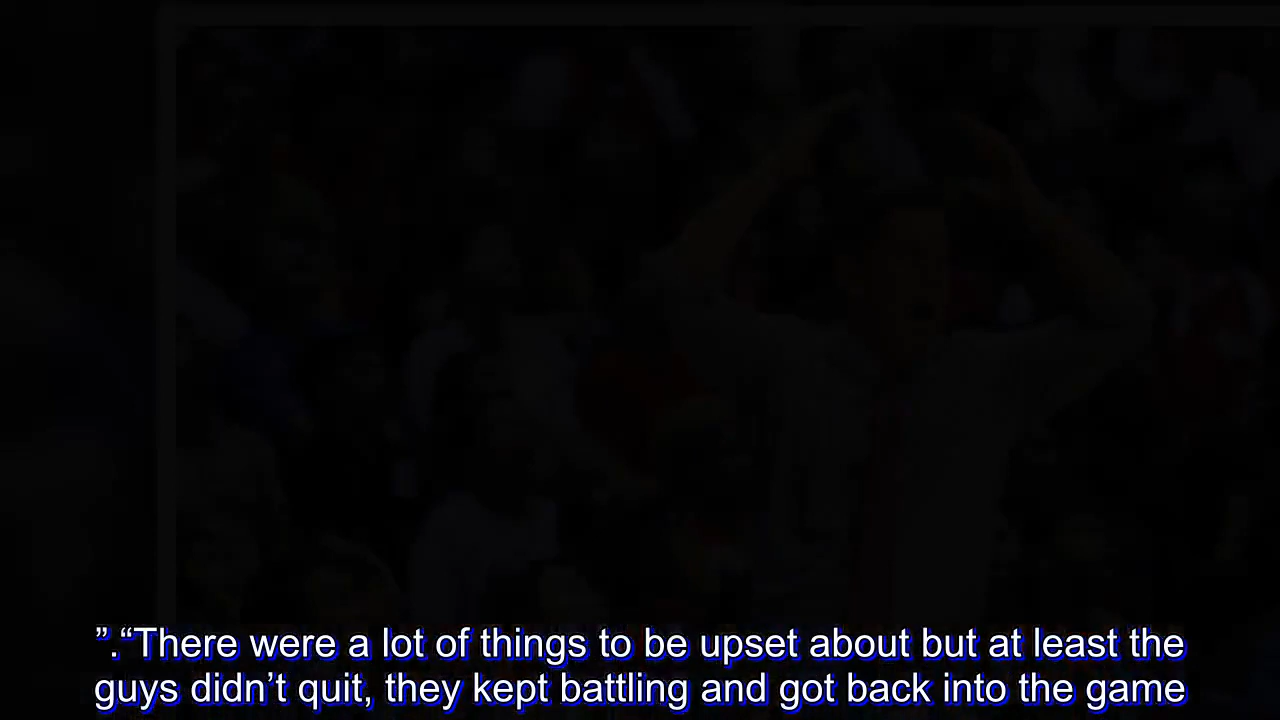 ”.“There were a lot of things to be upset about but at least the
guys didn’t quit, they kept battling and got back into the game